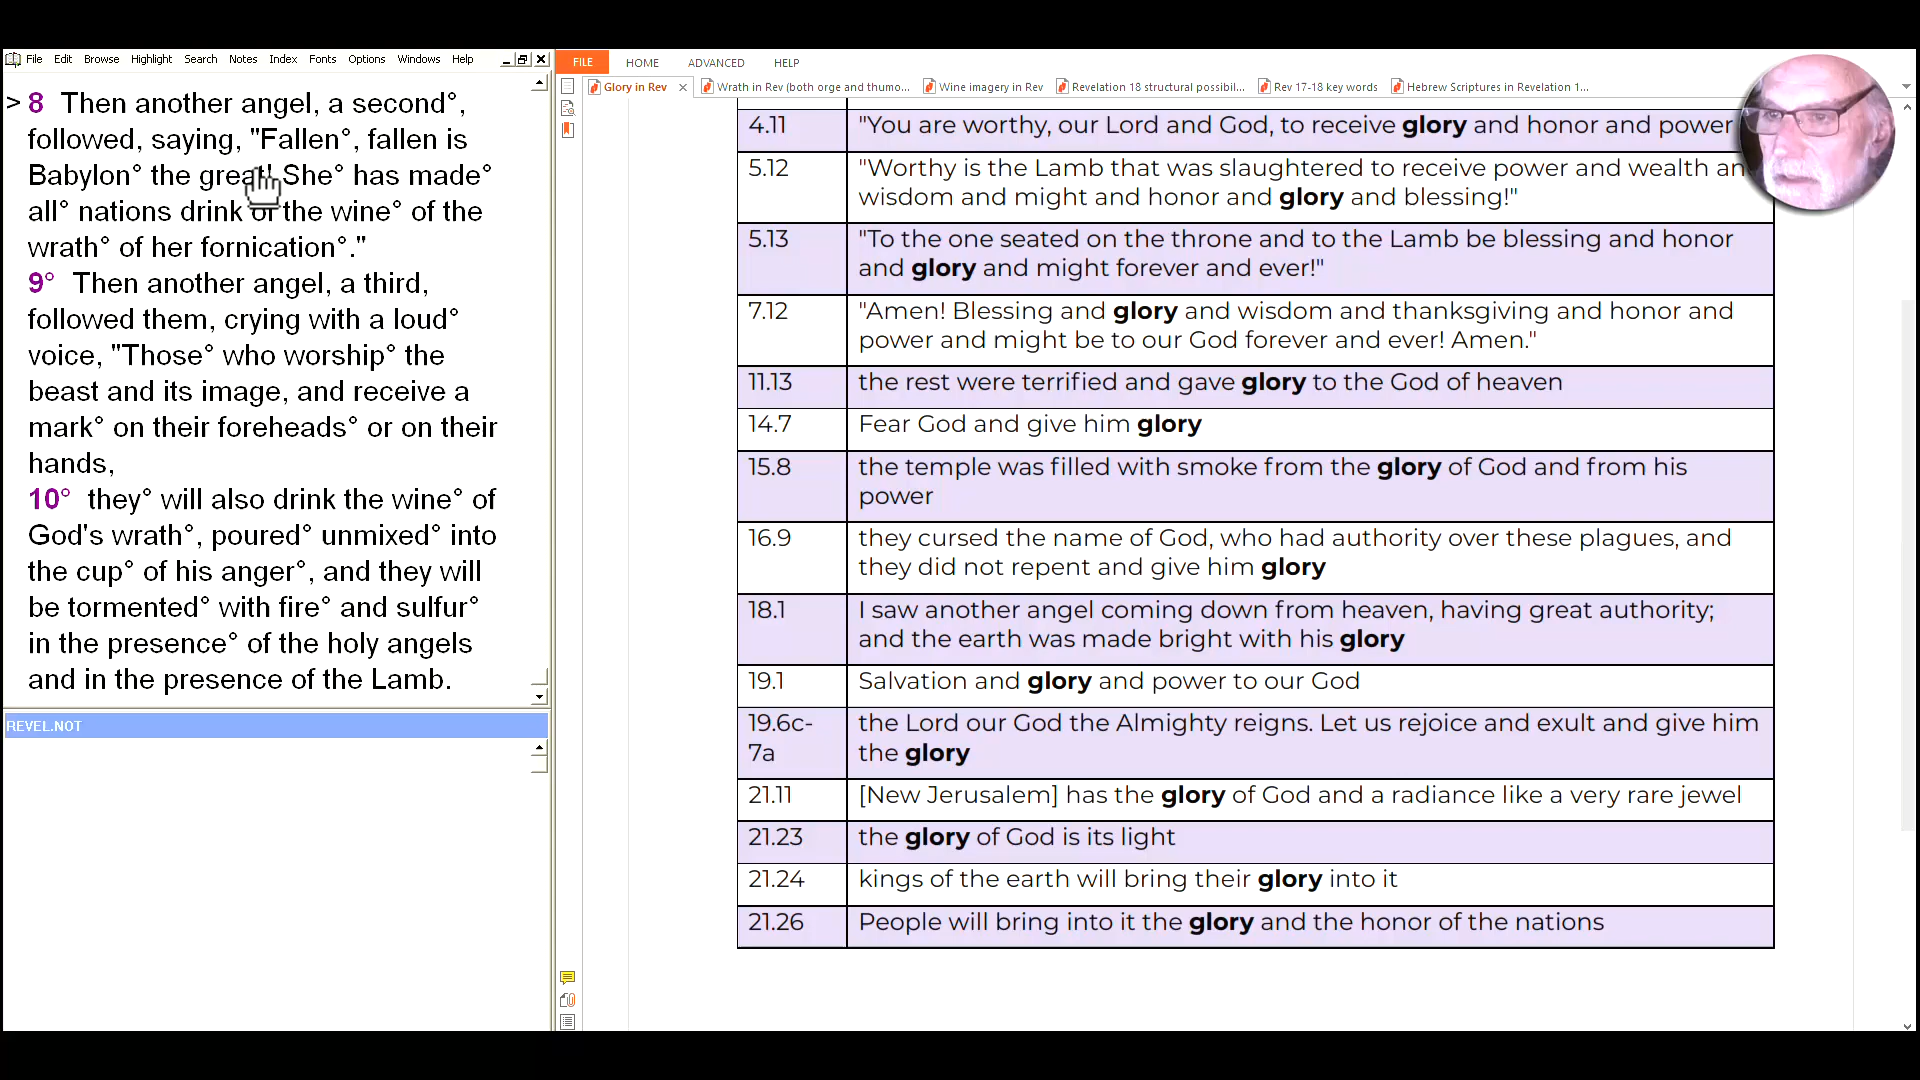 File Edit Browse Highlight Search Notes Index Fonts Options Windows Help
> 8 Then another angel, a second°,
followed, saying, "Fallen°, fallen is
Babylon° the great! She° has made°
all° nations drink of the wine° of the
wrath° of her fornication°."
9° Then another angel, a third,
followed them, crying with a loud°
voice, "Those° who worship° the
beast and its image, and receive a
mark° on their foreheads° or on their
hands,
10° they° will also drink the wine° of
God's wrath°, poured° unmixed° into
the cup° of his anger°, and they will
be tormented° with fire° and sulfur°
in the presence° of the holy angels
and in the presence of the Lamb.
REVEL.NOT
FILE HOME ADVANCED HELP
Glory in Rev Wrath in Rev (both orge and thumo... Wine imagery in Rev Revelation 18 structural possibil... Rev 17-18 key words Hebrew Scriptures in Revelation 1...
4.11 "You are worthy, our Lord and God, to receive glory and honor and power
5.12 "Worthy is the Lamb that was slaughtered to receive power and wealth an
wisdom and might and honor and glory and blessing!"
5.13 "To the one seated on the throne and to the Lamb be blessing and honor
and glory and might forever and ever!"
7.12 "Amen! Blessing and glory and wisdom and thanksgiving and honor and
power and might be to our God forever and ever! Amen."
11.13 the rest were terrified and gave glory to the God of heaven
14.7 Fear God and give him glory
15.8 the temple was filled with smoke from the glory of God and from his
power
16.9 they cursed the name of God, who had authority over these plagues, and
they did not repent and give him glory
18.1 I saw another angel coming down from heaven, having great authority;
and the earth was made bright with his glory
19.1 Salvation and glory and power to our God
19.6c- the Lord our God the Almighty reigns. Let us rejoice and exult and give him
7a the glory
21.11 [New Jerusalem] has the glory of God and a radiance like a very rare jewel
21.23 the glory of God is its light
21.24 kings of the earth will bring their glory into it
21.26 People will bring into it the glory and the honor of the nations